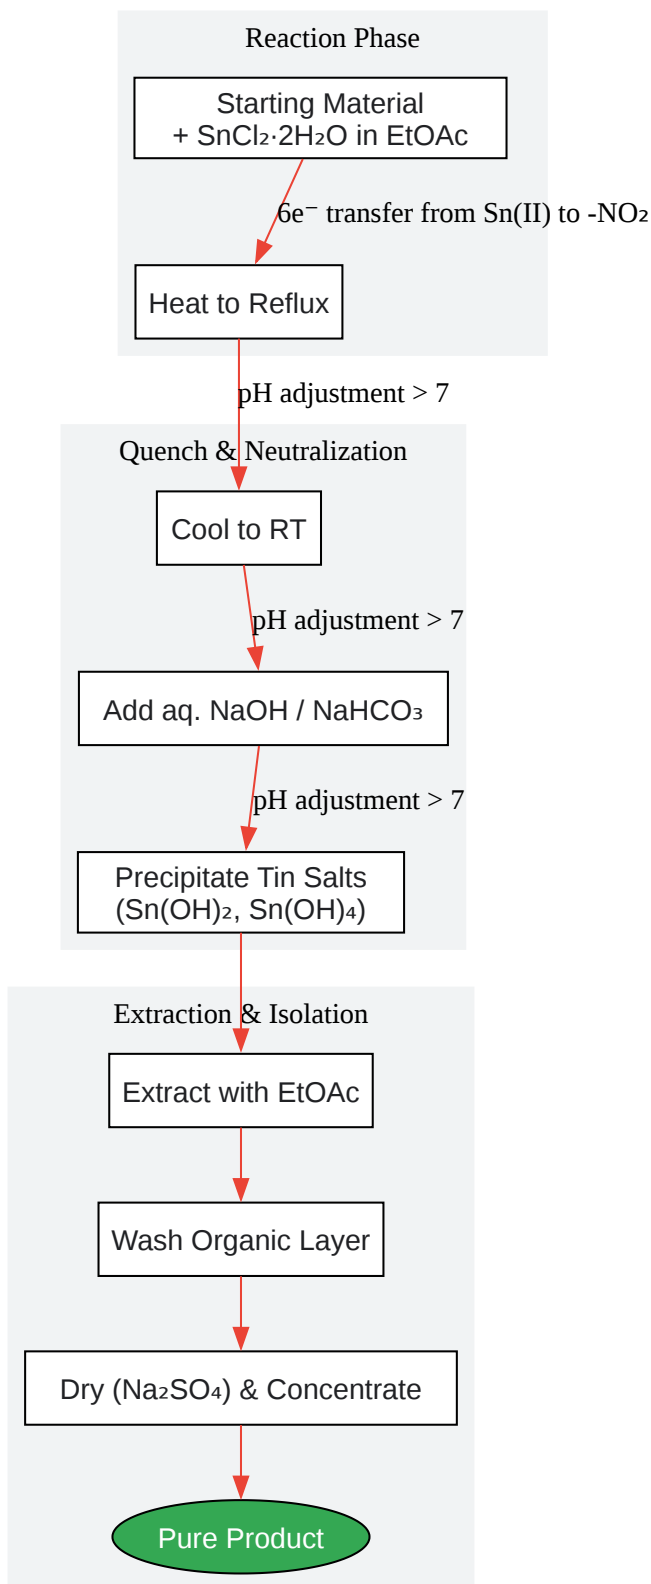 Reaction Phase
Starting Material
+ SnCl₂·2H₂O in EtOAc
6e⁻ transfer from Sn(II) to -NO₂
Heat to Reflux
pH adjustment > 7
Quench & Neutralization
Cool to RT
pH adjustment > 7
Add aq. NaOH / NaHCO₃
pH adjustment > 7
Precipitate Tin Salts
(Sn(OH)₂, Sn(OH)₄)
Extraction & Isolation
Extract with EtOAc
Wash Organic Layer
Dry (Na₂SO₄) & Concentrate
Pure Product